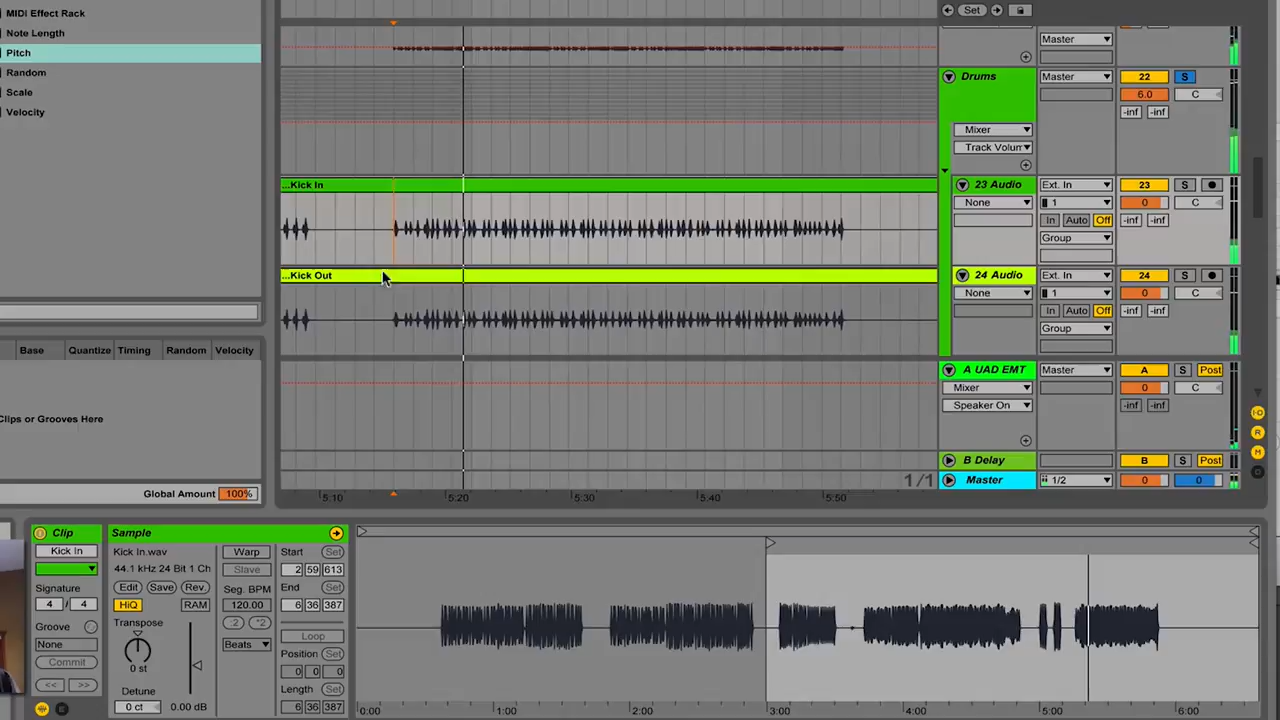 MIDI Effect Rack
Note Length
Pitch
Random
Scale
Velocity
Base Quantize Timing Random Velocity
Clips or Grooves Here
Global Amount 100%
Set
Master
Drums Master 22 S
6.0 C
-inf -inf
Mixer
Track Volum
...Kick In 23 Audio Ext. In 23 S
None 1 0 C
In Auto Off -inf -inf
Group
...Kick Out 24 Audio Ext. In 24 S
None 1 0 C
In Auto Off -inf -inf
Group
A UAD EMT Master A S Post
Mixer 0 C
Speaker On -inf -inf
B Delay B S Post
1/1 Master 1/2 0 0
5:10 5:20 5:30 5:40 5:50
Clip Sample
Kick In Kick In.wav Warp Start Set
44.1 kHz 24 Bit 1 Ch Slave 2 59 613
Signature Edit Save Rev. Seg. BPM End Set
4 / 4 HiQ RAM 120.00 6 36 387
Groove Transpose :2 *2 Loop
None 0 st Beats Position Set
Commit 0 0 0
<< >> Detune Length Set
0 ct 0.00 dB 6 36 387
0:00 1:00 2:00 3:00 4:00 5:00 6:00